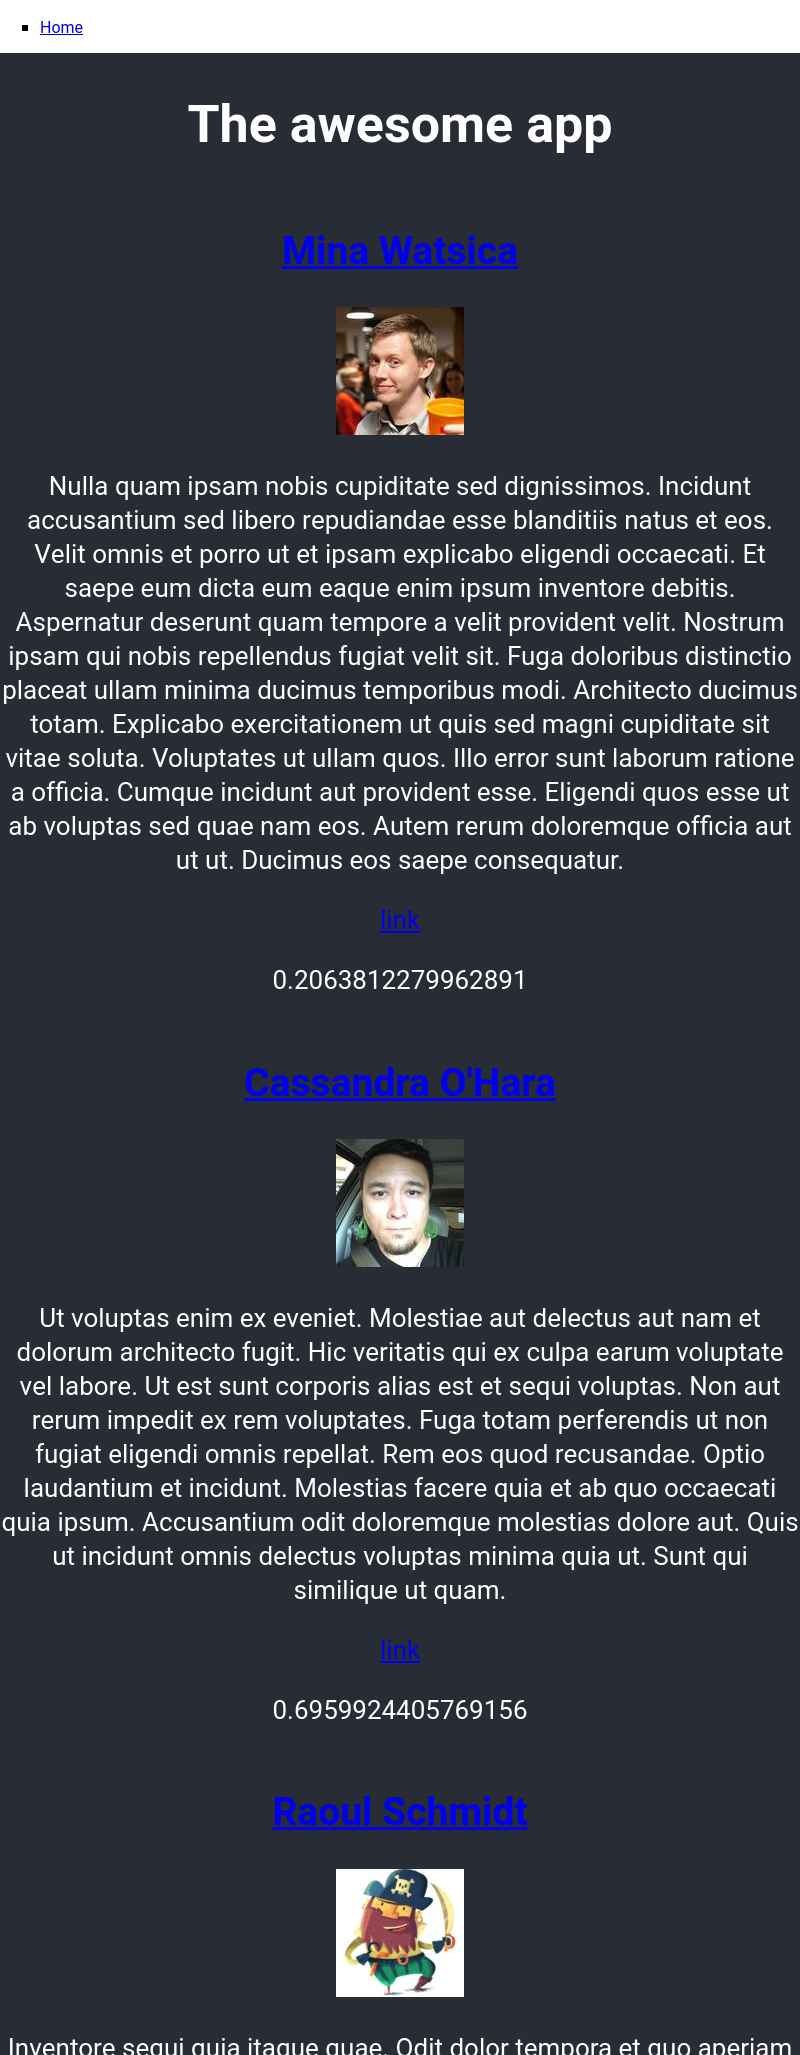 Home
The awesome app
Mina Watsica
Nulla quam ipsam nobis cupiditate sed dignissimos. Incidunt
accusantium sed libero repudiandae esse blanditiis natus et eos.
Velit omnis et porro ut et ipsam explicabo eligendi occaecati. Et
saepe eum dicta eum eaque enim ipsum inventore debitis.
Aspernatur deserunt quam tempore a velit provident velit. Nostrum
ipsam qui nobis repellendus fugiat velit sit. Fuga doloribus distinctio
placeat ullam minima ducimus temporibus modi. Architecto ducimus
totam. Explicabo exercitationem ut quis sed magni cupiditate sit
vitae soluta. Voluptates ut ullam quos. Illo error sunt laborum ratione
a officia. Cumque incidunt aut provident esse. Eligendi quos esse ut
ab voluptas sed quae nam eos. Autem rerum doloremque officia aut
ut ut. Ducimus eos saepe consequatur.
link
0.2063812279962891
Cassandra O'Hara
Ut voluptas enim ex eveniet. Molestiae aut delectus aut nam et
dolorum architecto fugit. Hic veritatis qui ex culpa earum voluptate
vel labore. Ut est sunt corporis alias est et sequi voluptas. Non aut
rerum impedit ex rem voluptates. Fuga totam perferendis ut non
fugiat eligendi omnis repellat. Rem eos quod recusandae. Optio
laudantium et incidunt. Molestias facere quia et ab quo occaecati
quia ipsum. Accusantium odit doloremque molestias dolore aut. Quis
ut incidunt omnis delectus voluptas minima quia ut. Sunt qui
similique ut quam.
link
0.6959924405769156
Raoul Schmidt
Inventore sequi quia itaque quae. Odit dolor tempora et quo aperiam